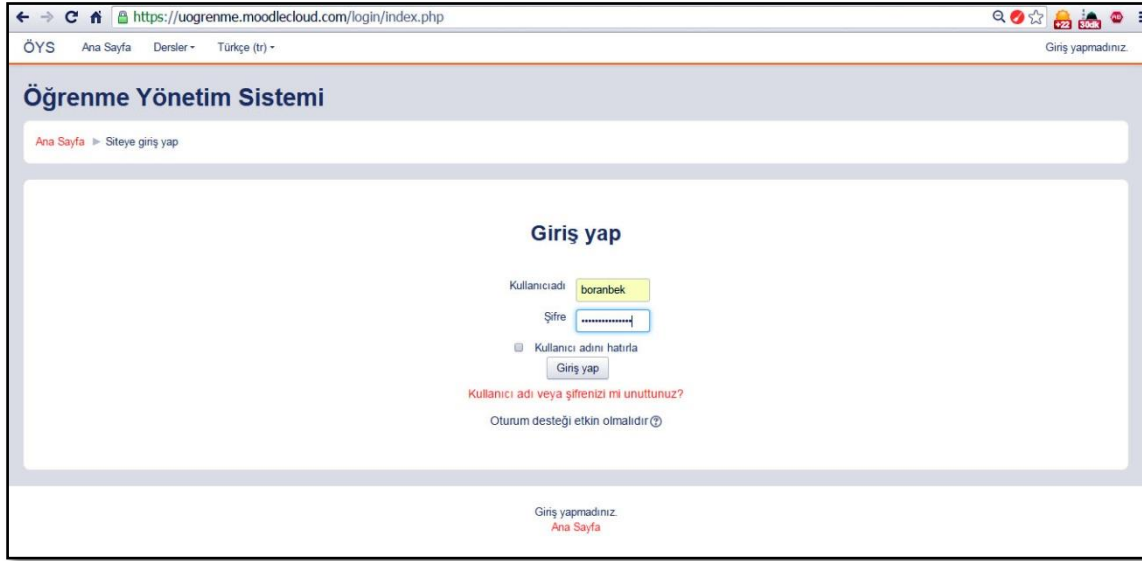 https://uogrenme.moodlecloud.com/login/index.php
+22 30dk
ÖYS Ana Sayfa Dersler Türkçe (tr) Giriş yapmadınız.
Öğrenme Yönetim Sistemi
Ana Sayfa Siteye giriş yap
Giriş yap
Kullanıcıadı boranbek
Şifre •••••••••••••••
Kullanıcı adını hatırla
Giriş yap
Kullanıcı adı veya şifrenizi mi unuttunuz?
Oturum desteği etkin olmalıdır
Giriş yapmadınız.
Ana Sayfa